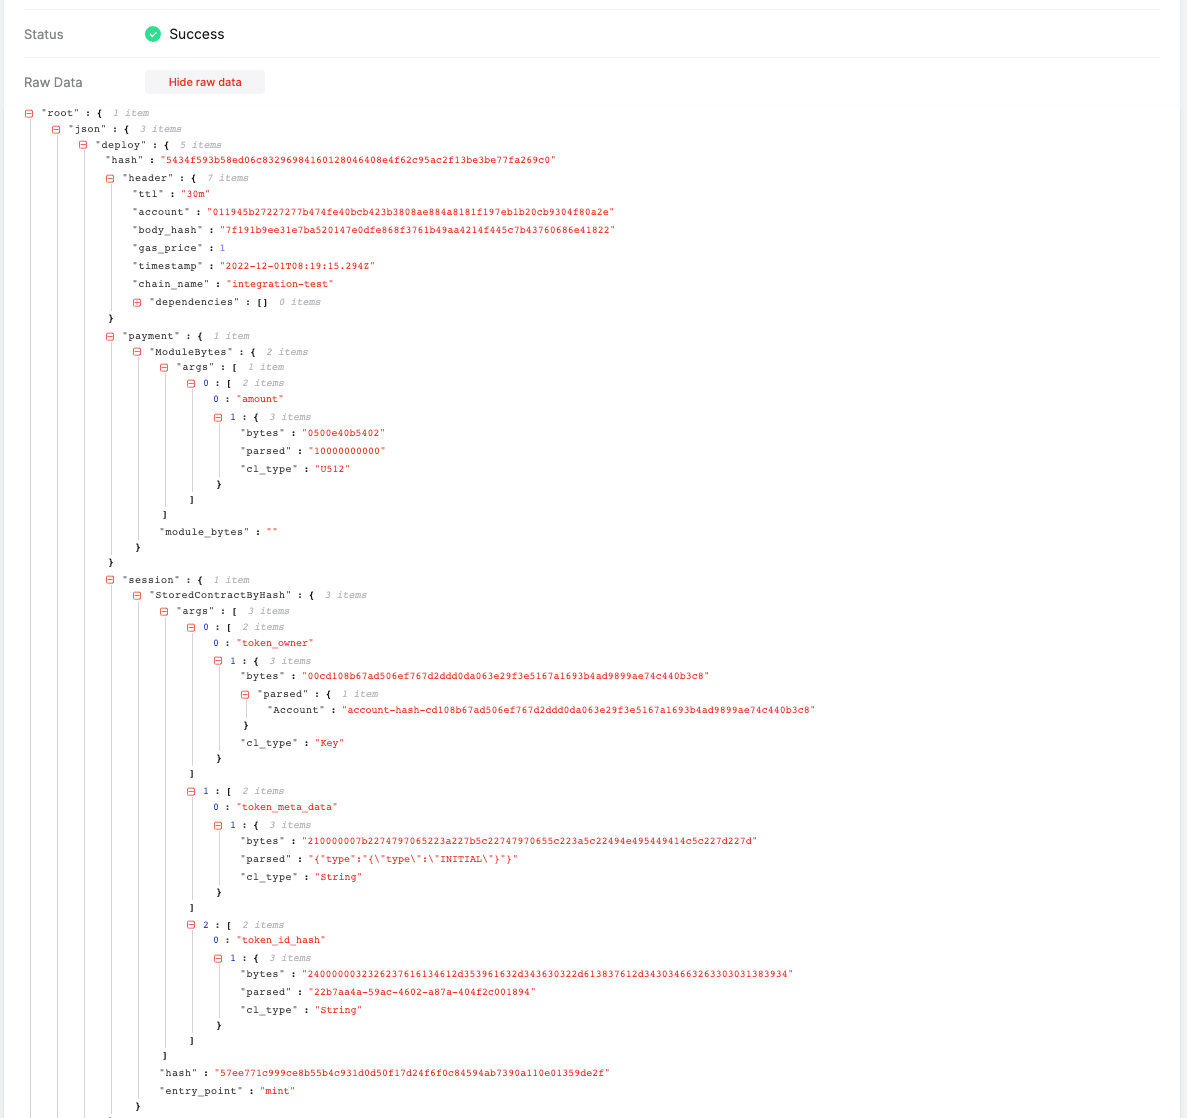 Status Success
Raw Data Hide raw data
"root" : { 1 item
"json" : { 3 items
"deploy" : { 5 items
"hash" : "5434f593b58ed06c83296984160128046408e4f62c95ac2f13be3be77fa269c0"
"header" : { 7 items
"ttl" : "30m"
"account" : "011945b27227277b474fe40bcb423b3808ae884a8181f197eb1b20cb9304f80a2e"
"body_hash" : "7f191b9ee31e7ba520147e0dfe868f3761b49aa4214f445c7b43760686e41822"
"gas_price" : 1
"timestamp" : "2022-12-01T08:19:15.294Z"
"chain_name" : "integration-test"
"dependencies" : [] 0 items
}
"payment" : { 1 item
"ModuleBytes" : { 2 items
"args" : [ 1 item
0 : [ 2 items
0 : "amount"
1 : { 3 items
"bytes" : "0500e40b5402"
"parsed" : "10000000000"
"cl_type" : "U512"
}
]
]
"module_bytes" : ""
}
}
"session" : { 1 item
"StoredContractByHash" : { 3 items
"args" : [ 3 items
0 : [ 2 items
0 : "token_owner"
1 : { 3 items
"bytes" : "00cd108b67ad506ef767d2ddd0da063e29f3e5167a1693b4ad9899ae74c440b3c8"
"parsed" : { 1 item
"Account" : "account-hash-cd108b67ad506ef767d2ddd0da063e29f3e5167a1693b4ad9899ae74c440b3c8"
}
"cl_type" : "Key"
}
]
1 : [ 2 items
0 : "token_meta_data"
1 : { 3 items
"bytes" : "210000007b2274797065223a227b5c22747970655c223a5c22494e495449414c5c227d227d"
"parsed" : "{"type":"{\"type\":\"INITIAL\"}"}"
"cl_type" : "String"
}
]
2 : [ 2 items
0 : "token_id_hash"
1 : { 3 items
"bytes" : "2400000032326237616134612d353961632d343630322d613837612d343034663263303031383934"
"parsed" : "22b7aa4a-59ac-4602-a87a-404f2c001894"
"cl_type" : "String"
}
]
]
"hash" : "57ee771c999ce8b55b4c931d0d50f17d24f6f0c84594ab7390a110e01359de2f"
"entry_point" : "mint"
}